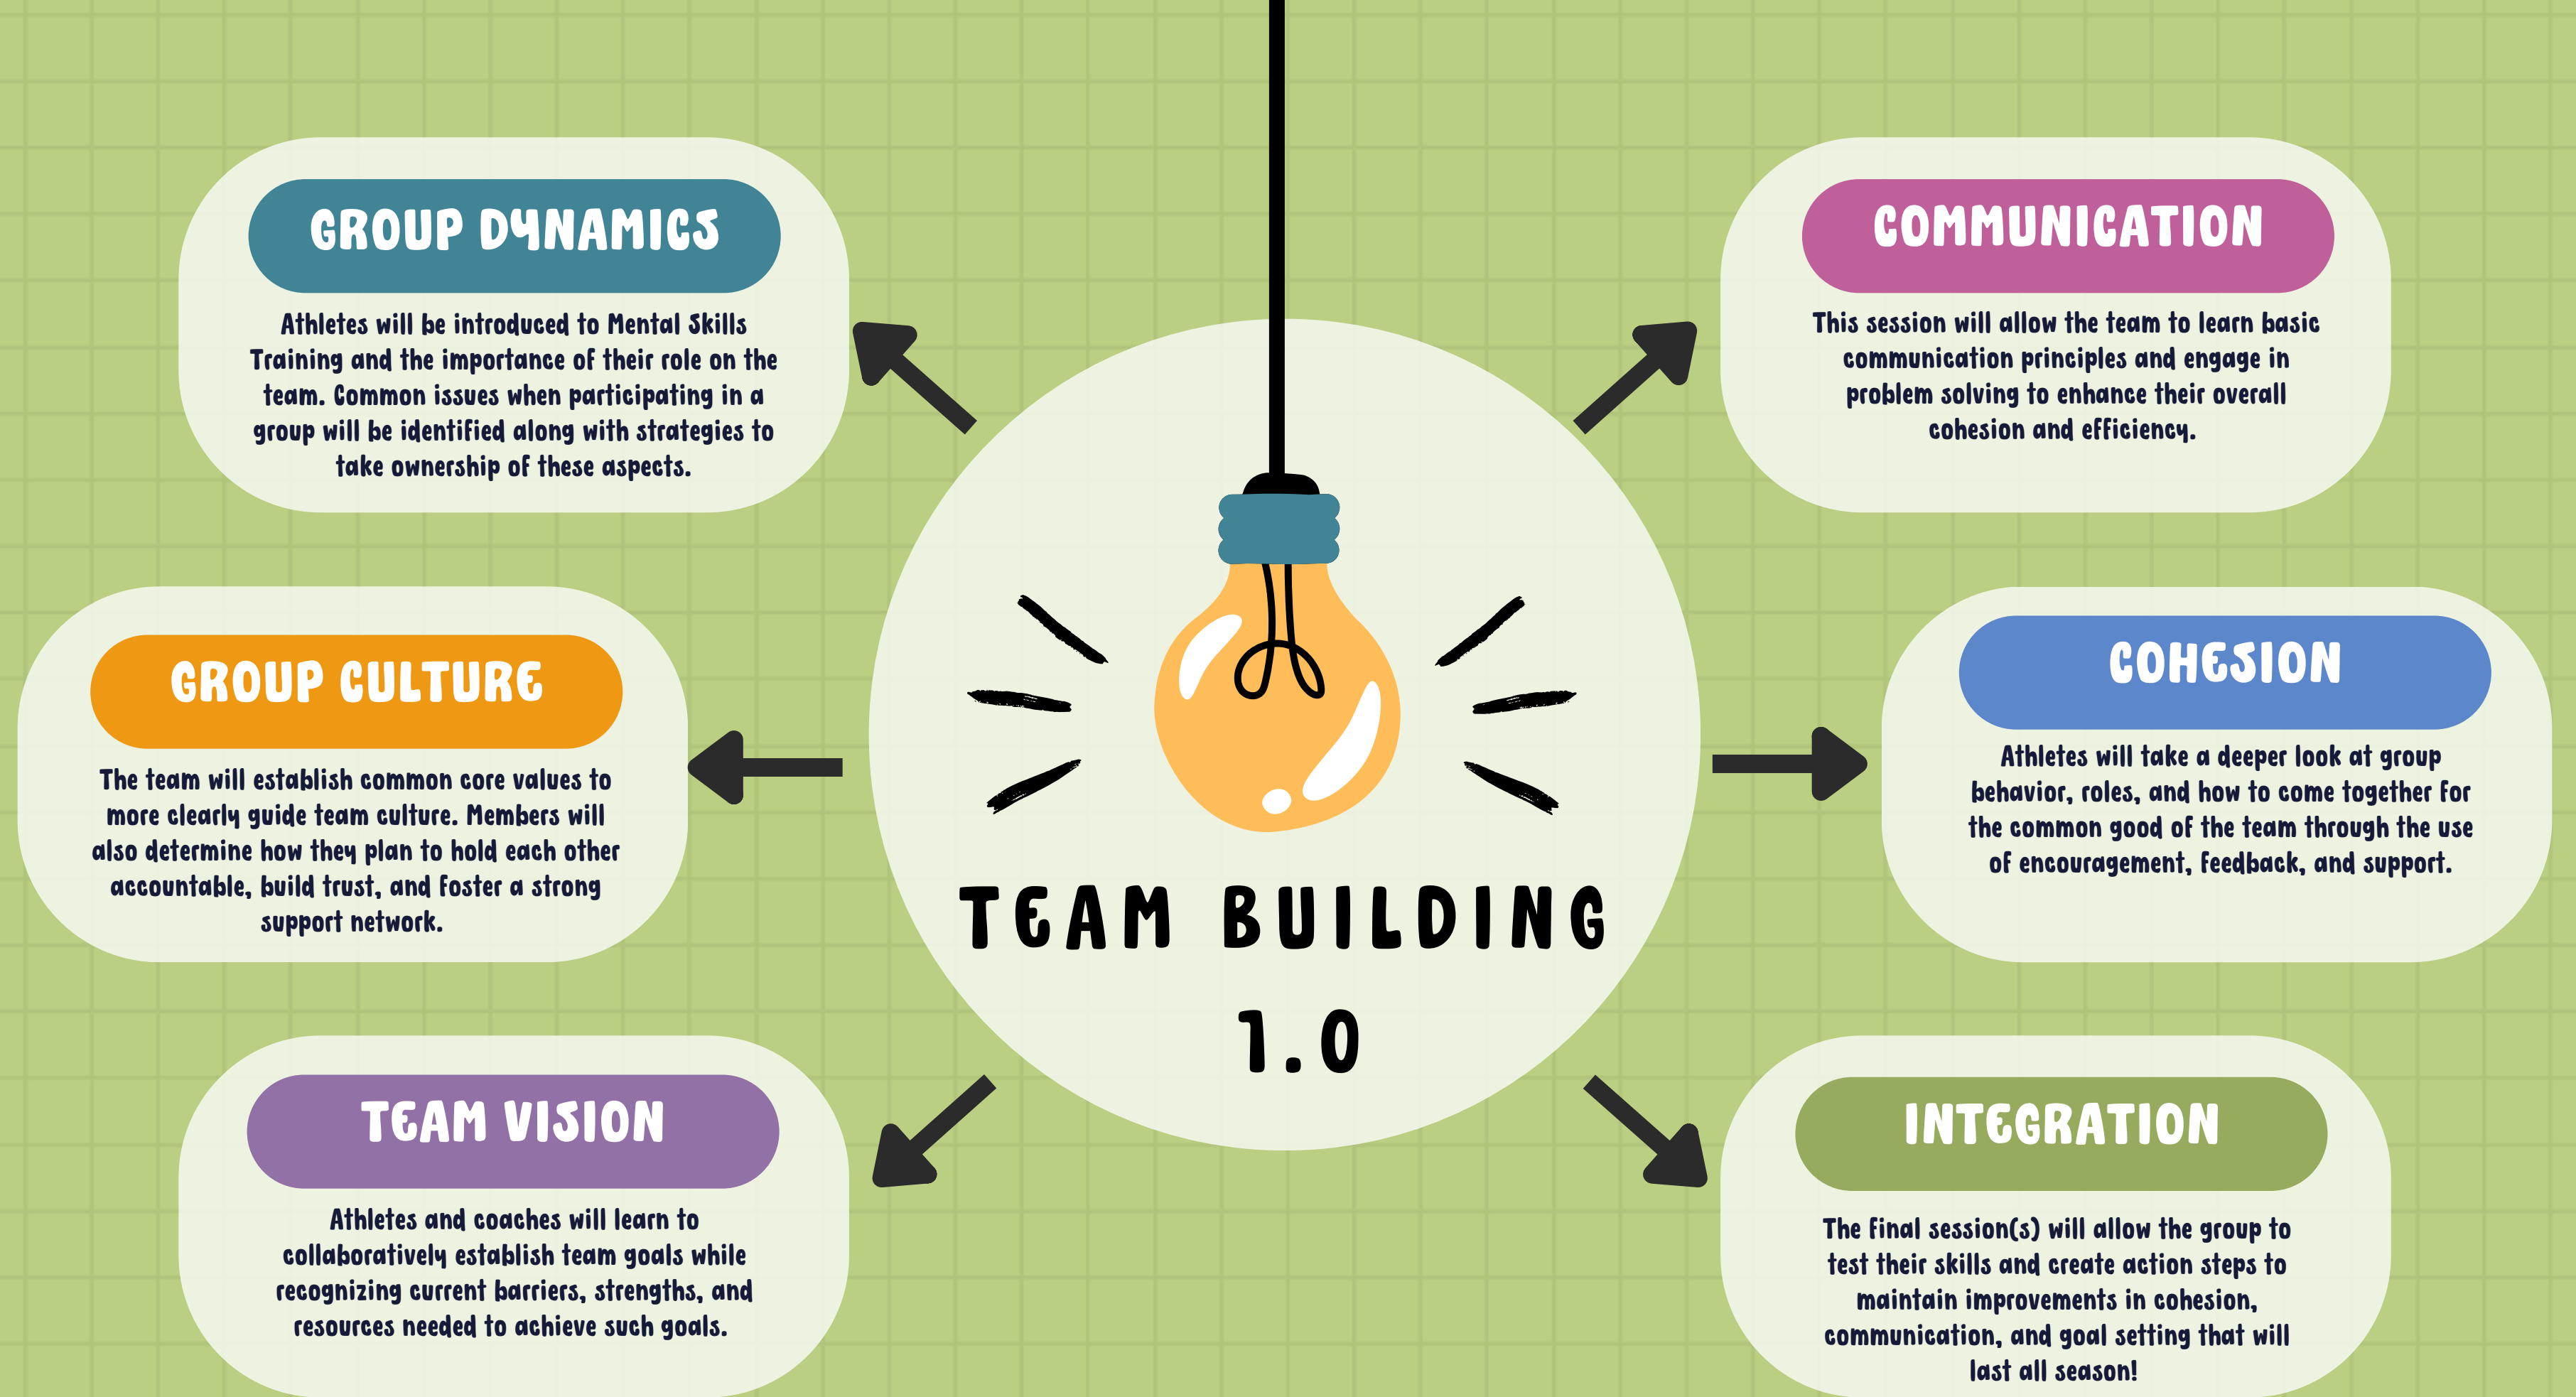 GROUP DYNAMICS
Athletes will be introduced to Mental Skills
Training and the importance of their role on the
team. Common issues when participating in a
group will be identified along with strategies to
take ownership of these aspects.
GROUP CULTURE
The team will establish common core values to
more clearly guide team culture. Members will
also determine how they plan to hold each other
accountable, build trust, and foster a strong
support network.
TEAM VISION
Athletes and coaches will learn to
collaboratively establish team goals while
recognizing current barriers, strengths, and
resources needed to achieve such goals.
TEAM BUILDING
1.0
COMMUNICATION
This session will allow the team to learn basic
communication principles and engage in
problem solving to enhance their overall
cohesion and efficiency.
COHESION
Athletes will take a deeper look at group
behavior, roles, and how to come together for
the common good of the team through the use
of encouragement, feedback, and support.
INTEGRATION
The final session(s) will allow the group to
test their skills and create action steps to
maintain improvements in cohesion,
communication, and goal setting that will
last all season!